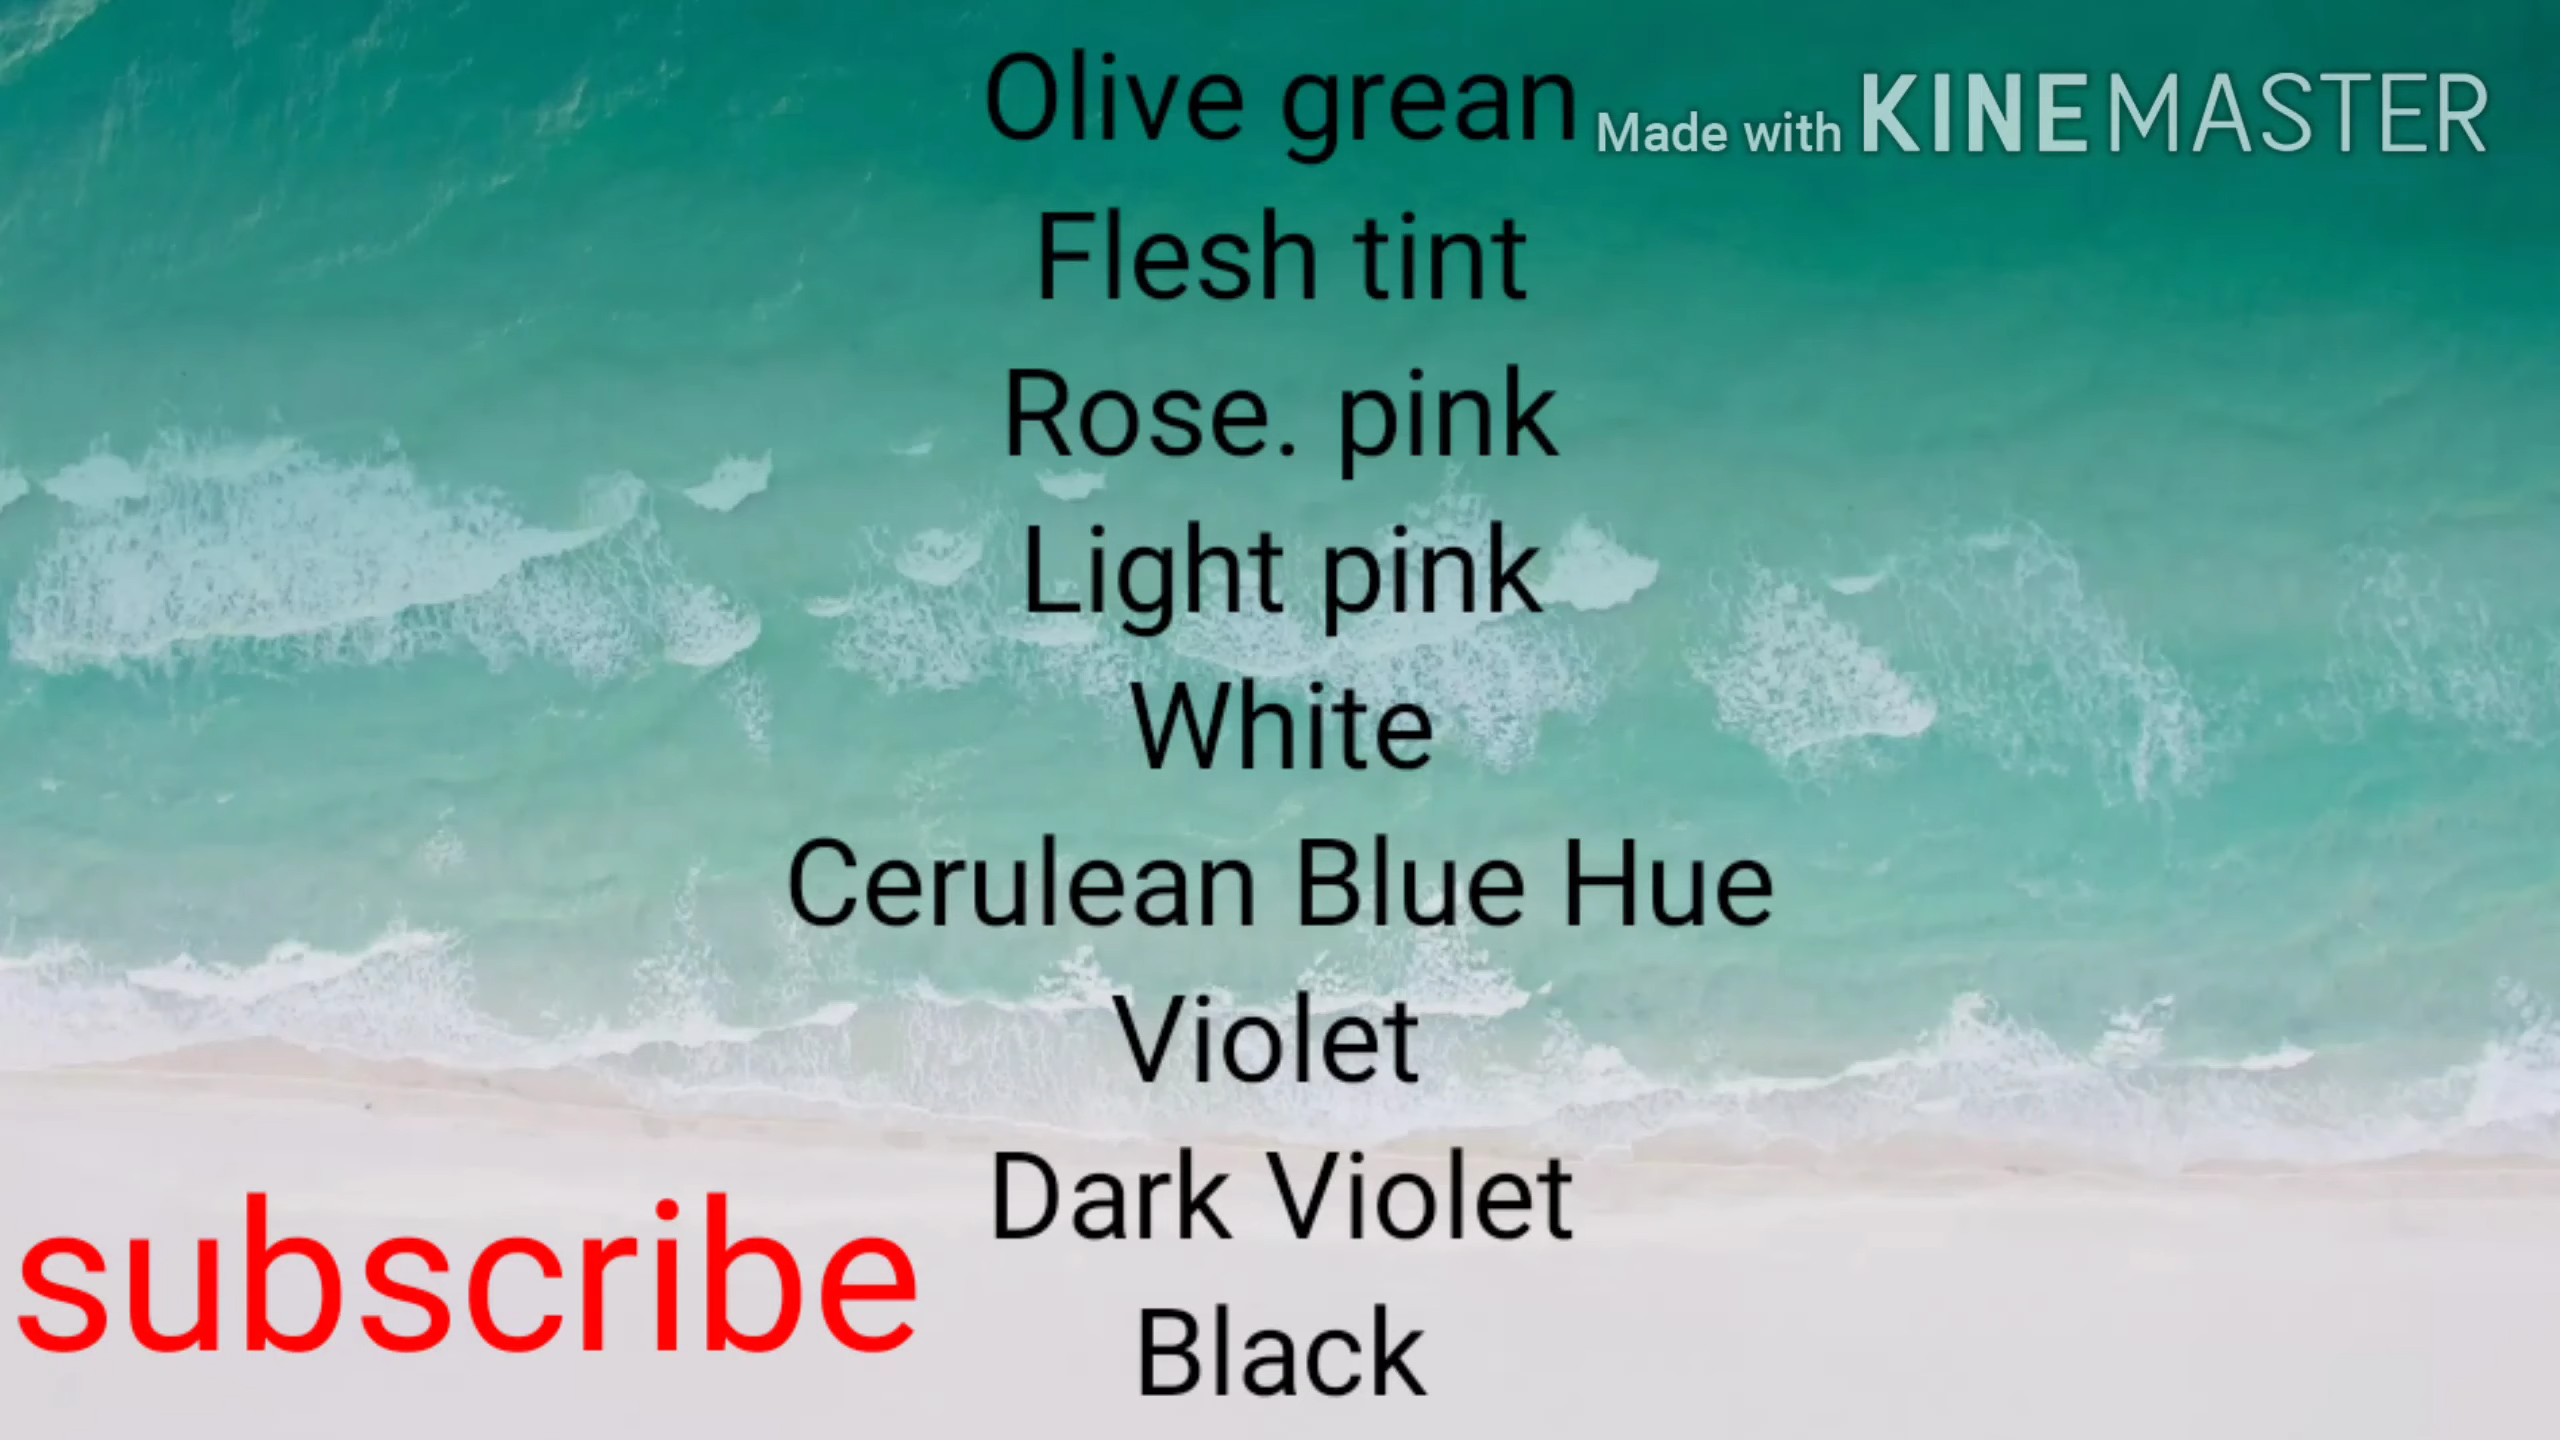 Olive grean
Made with KINEMASTER
Flesh tint
Rose. pink
Light pink
White
Cerulean Blue Hue
Violet
Dark Violet
subscribe
Black